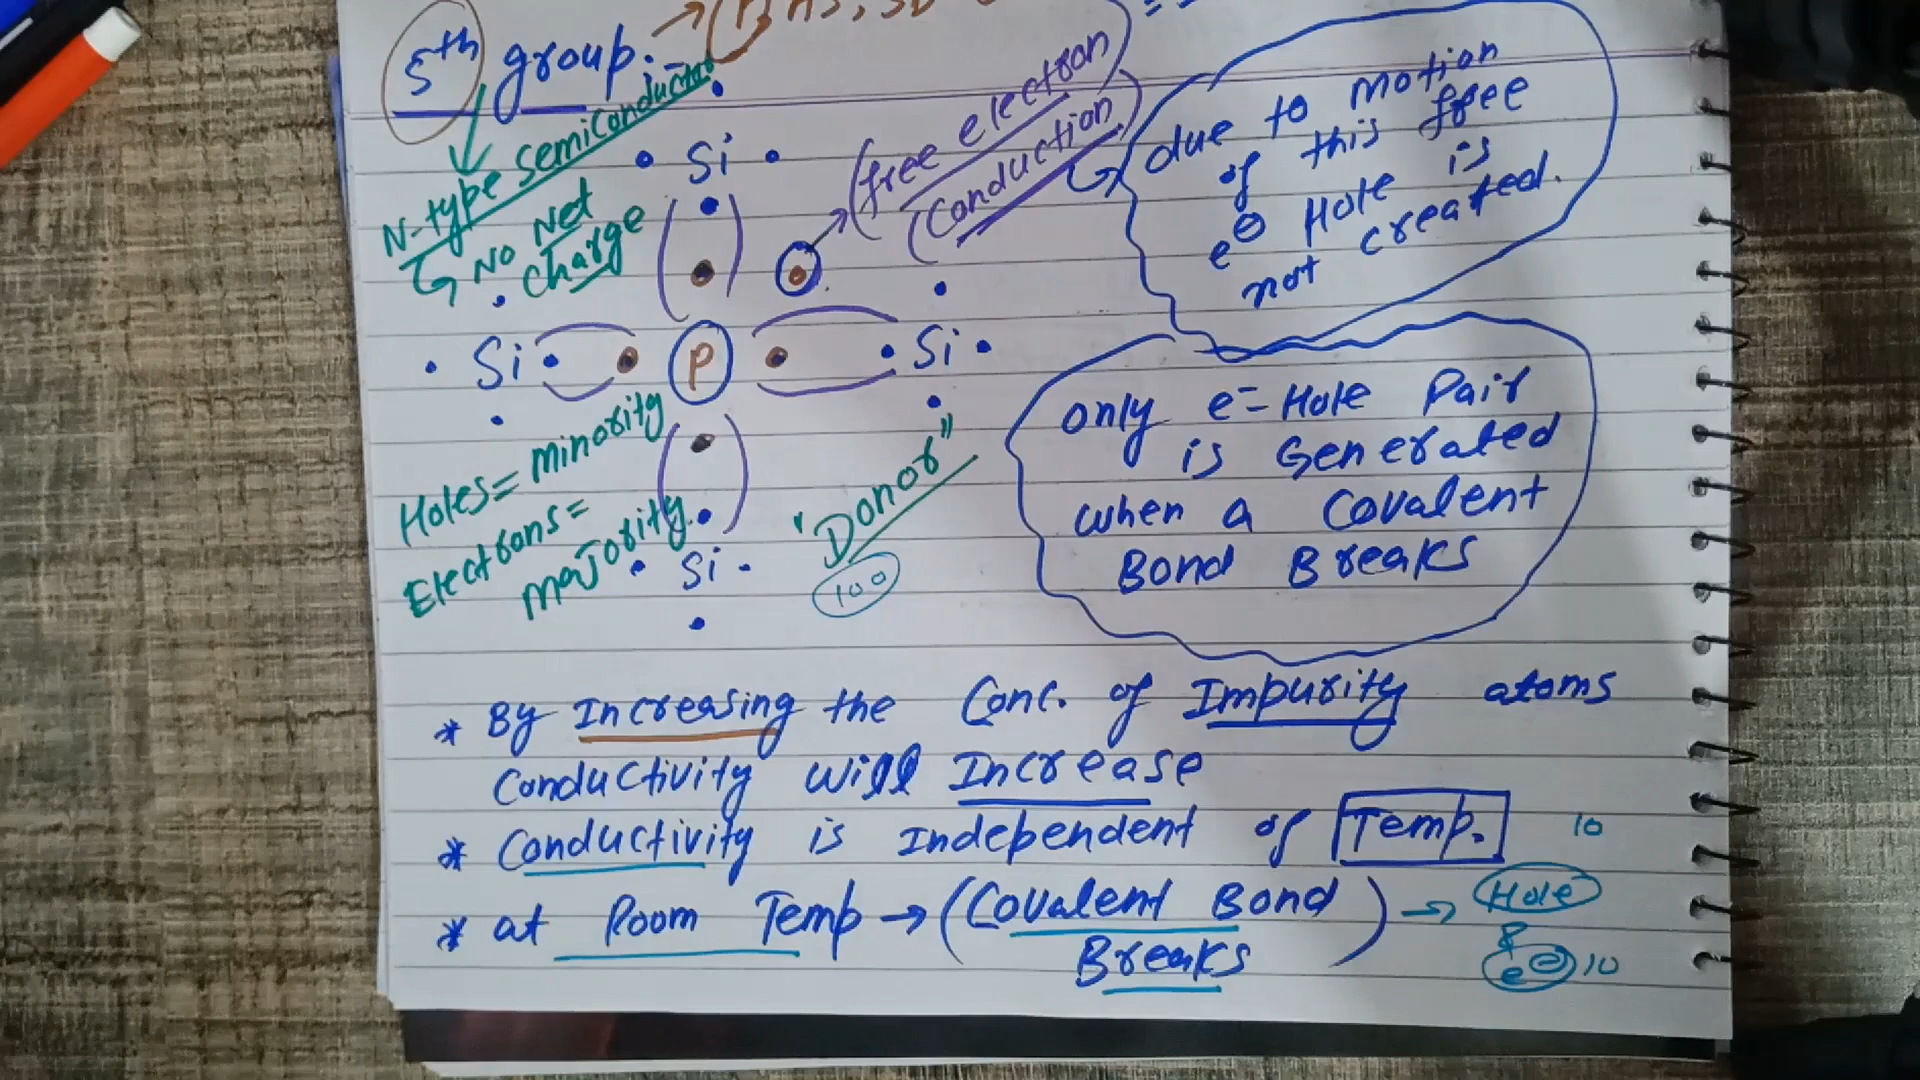 5th group. →
N-type semiconductor
No Net
charge
(free electron)
(Conduction)
due to motion
of this free
e⊖ Hole is
not created.
Si
Si P Si
Si
Holes = minority
Electrons =
majority
"Donor"
100
only e-- Hole Pair
is Generated
when a Covalent
Bond Breaks
* By Increasing the Conc. of Impurity atoms
Conductivity will Increase
* Conductivity is Independent of Temp. 10
* at Room Temp → (Covalent Bond
Breaks) → Hole
&
e⊖ 10